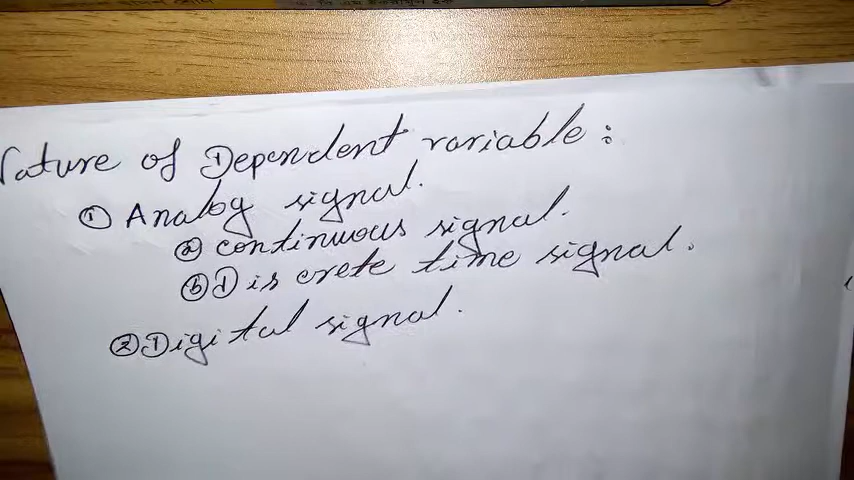 Nature of Dependent variable:
① Analog signal.
ⓐ continuous signal.
ⓑ Discrete time signal.
② Digital signal.